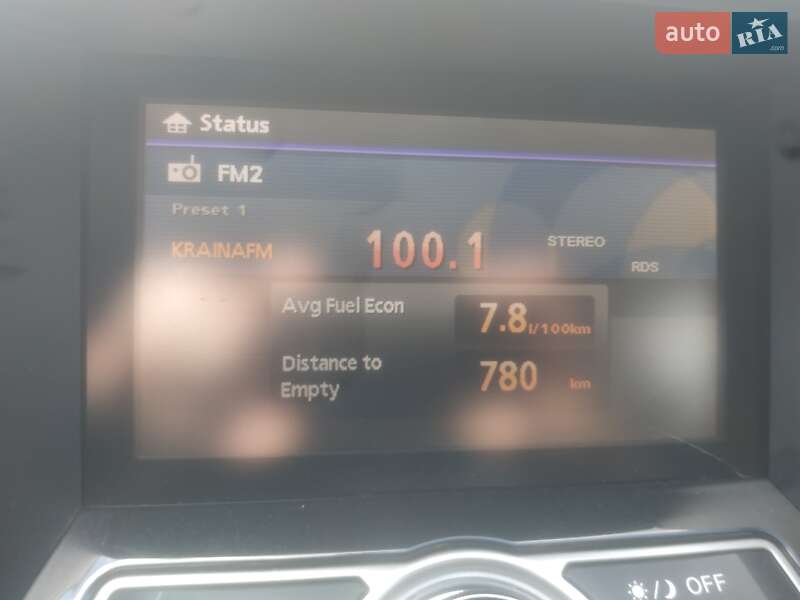 auto RIA.com
Status
FM2
Preset 1
KRAINAFM 100.1 STEREO
RDS
Avg Fuel Econ 7.8 l/100km
Distance to
Empty 780 km
OFF